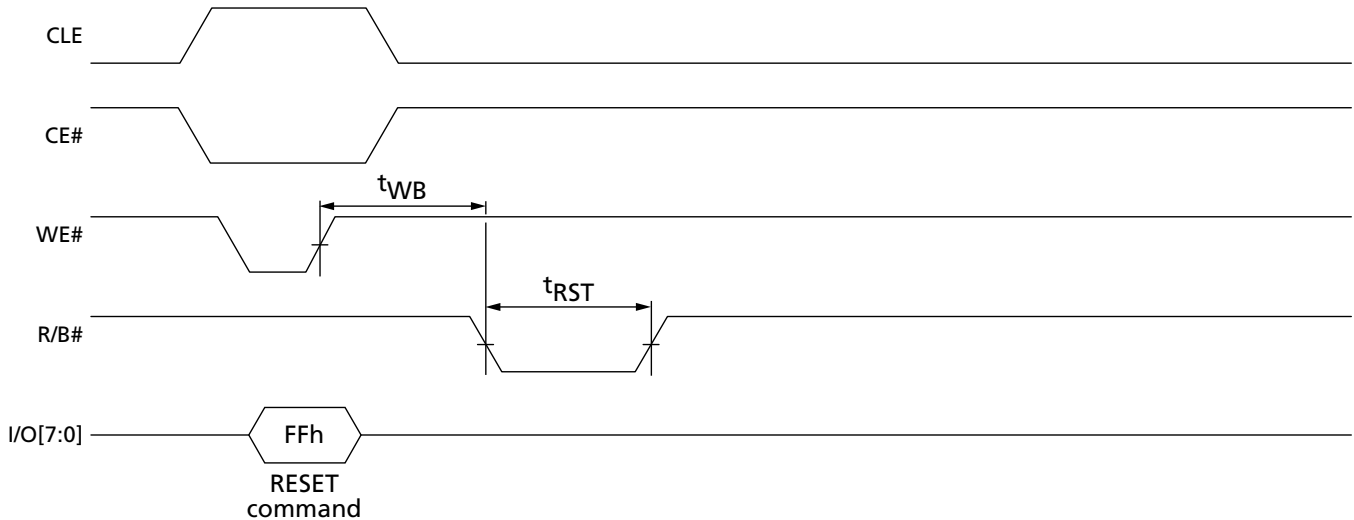 CLE
CE#
tWB
WE#
tRST
R/B#
I/O[7:0]
FFh
RESET
command